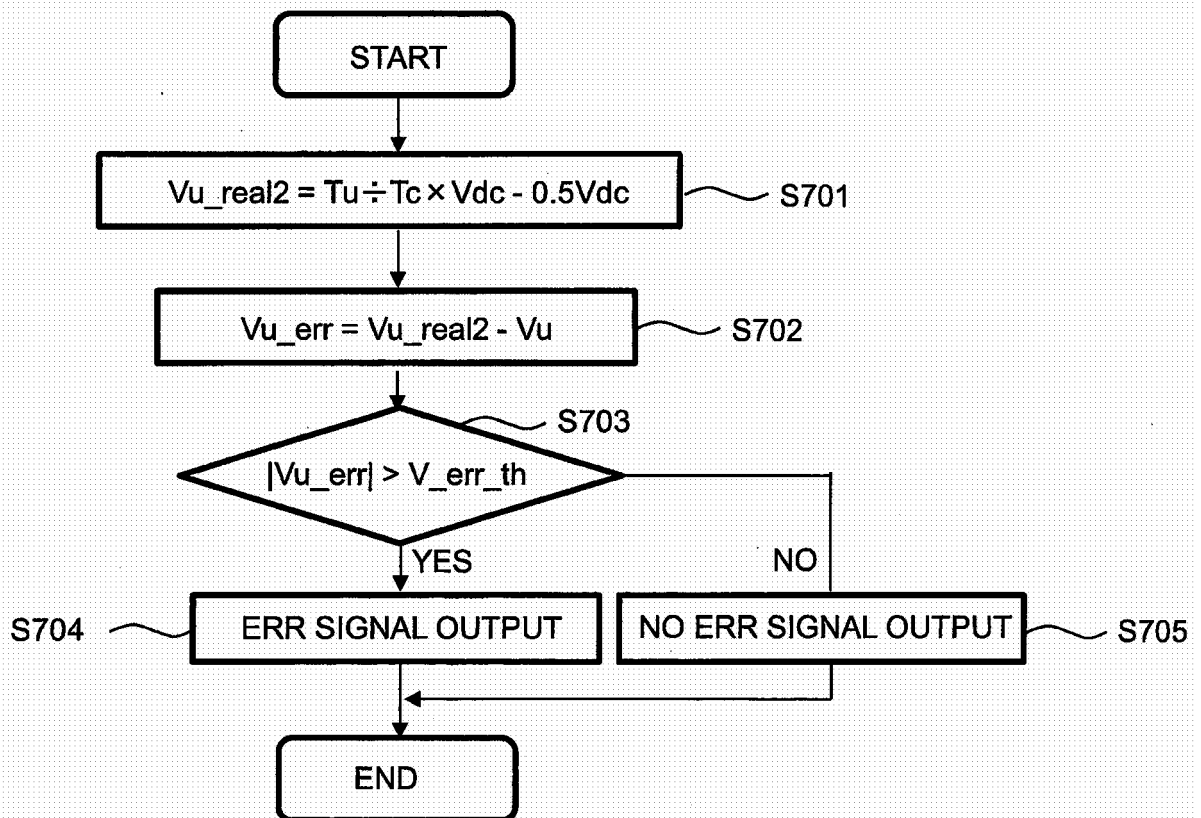 START
Vu_real2 = Tu÷Tc×Vdc - 0.5Vdc
S701
Vu_err = Vu_real2 - Vu
S702
S703
|Vu_err| > V_err_th
YES
NO
S704
ERR SIGNAL OUTPUT
NO ERR SIGNAL OUTPUT
S705
END